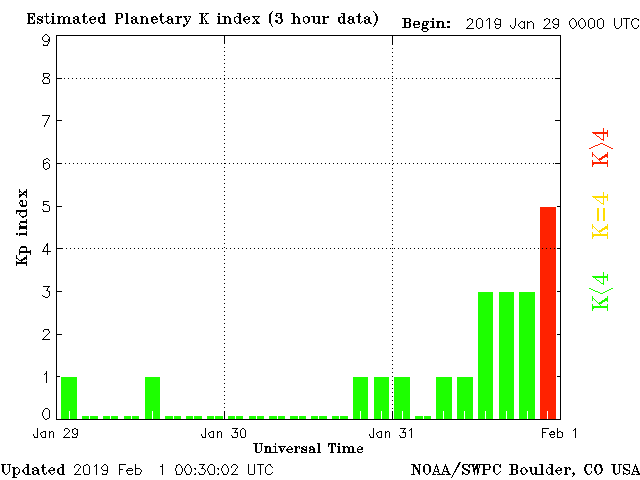 Estimated Planetary K index (3 hour data) Begin: 2019 Jan 29 0000 UTC
9
8
7
6
5
4
3
2
1
0
Kp index
K>4
K=4
K<4
Jan 29 Jan 30 Jan 31 Feb 1
Universal Time
Updated 2019 Feb 1 00:30:02 UTC NOAA/SWPC Boulder, CO USA